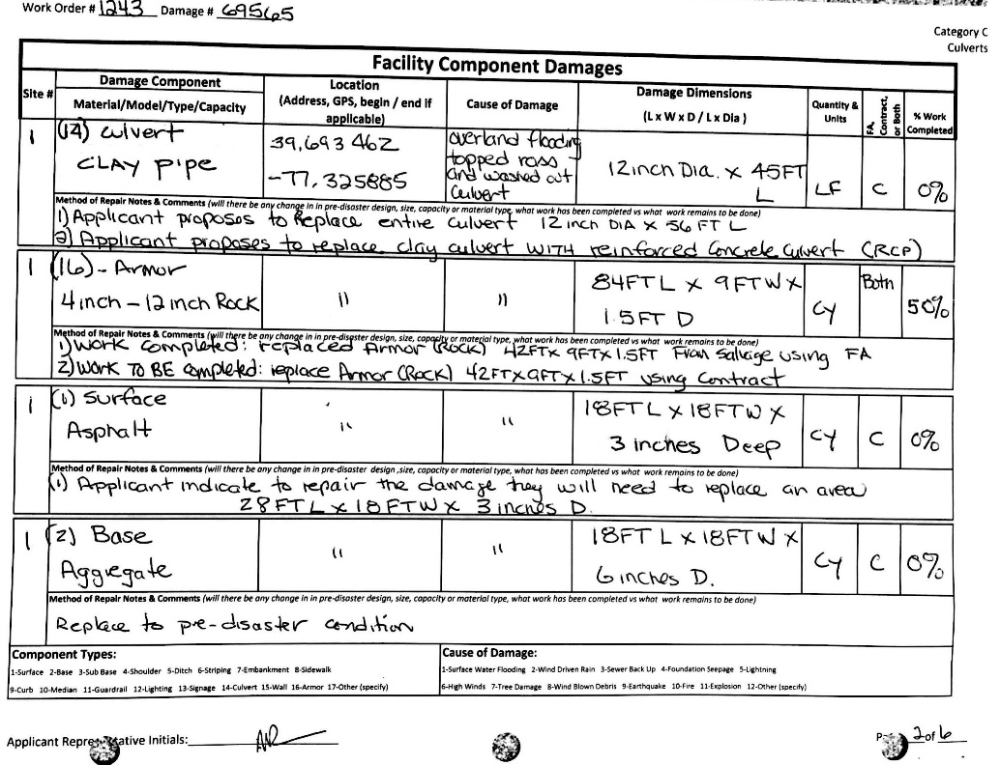 Work Order # 1243 Damage # 69565
Category C
Culverts
Facility Component Damages
Site #
Damage Component
Material/Model/Type/Capacity
Location
(Address, GPS, begin / end if
applicable)
Cause of Damage
Damage Dimensions
(L x W x D / L x Dia )
Quantity &
Units
FA,
Contract,
or Both
% Work
Completed
1
(14) Culvert
CLAY PIPE
39,693 462
-77.325885
overland flooding
topped
and washed out
Culvert
12inch Dia. x 45FT
L
LF
C
0%
Method of Repair Notes & Comments (will there be any change in in pre-disaster design, size, capacity or material type, what work has been completed vs what work remains to be done)
1) Applicant proposes to Replace entire culvert 12 inch DIA x 56 FT L
2) Applicant proposes to replace clay culvert WITH reinforced Concrete Culvert (RCP)
1
(16) - Armor
4 inch - 12 inch Rock
"
"
84FT L x 9FTW x
1.5FT D
CY
Both
50%
Method of Repair Notes & Comments (will there be any change in in pre-disaster design, size, capacity or material type, what work has been completed vs what work remains to be done)
1) Work completed: replaced Armor (Rock) 42FTx 9FTx 1.5FT From Salvage using FA
2) Work TO BE completed: replace Armor (Rock) 42FTx9FTx1.5FT using Contract
1
(1) Surface
Asphalt
"
"
18FT L x 18FTW x
3 inches Deep
CY
C
0%
Method of Repair Notes & Comments (will there be any change in in pre-disaster design ,size, capacity or material type, what has been completed vs what work remains to be done)
(1) Applicant indicate to repair the damage they will need to replace an area
28FT L x 18 FTW x 3 inches D.
1
(2) Base
Aggregate
"
"
18FT L x 18FTW x
6 inches D.
CY
C
0%
Method of Repair Notes & Comments (will there be any change in in pre-disaster design, size, capacity or material type, what work has been completed vs what work remains to be done)
Replace to pre-disaster condition
Component Types:
1-Surface 2-Base 3-Sub Base 4-Shoulder 5-Ditch 6-Striping 7-Embankment 8-Sidewalk
9-Curb 10-Median 11-Guardrail 12-Lighting 13-Signage 14-Culvert 15-Wall 16-Armor 17-Other (specify)
Cause of Damage:
1-Surface Water Flooding 2-Wind Driven Rain 3-Sewer Back Up 4-Foundation Seepage 5-Lightning
6-High Winds 7-Tree Damage 8-Wind Blown Debris 9-Earthquake 10-Fire 11-Explosion 12-Other (specify)
Applicant Representative Initials:
2 of 6